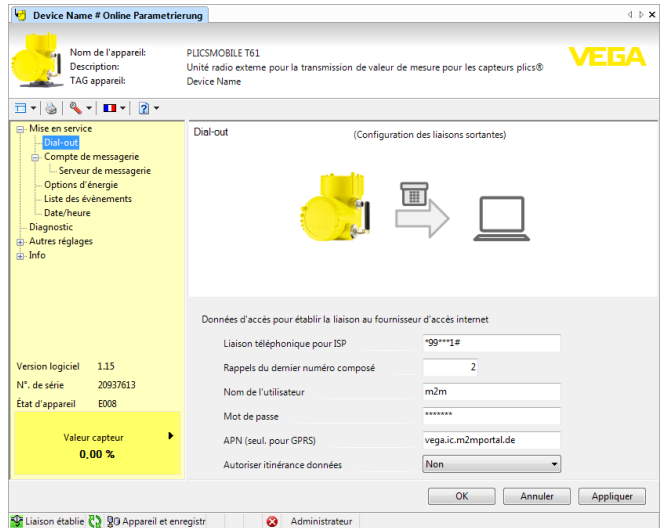 Device Name # Online Parametrierung
Nom de l'appareil: PLICSMOBILE T61
Description: Unité radio externe pour la transmission de valeur de mesure pour les capteurs plics®
TAG appareil: Device Name
VEGA
Mise en service
Dial-out
Compte de messagerie
Serveur de messagerie
Options d'énergie
Liste des évènements
Date/heure
Diagnostic
Autres réglages
Info
Version logiciel 1.15
N°. de série 20937613
État d'appareil E008
Valeur capteur
0,00 %
Dial-out (Configuration des liaisons sortantes)
Données d'accès pour établir la liaison au fournisseur d'accès internet
Liaison téléphonique pour ISP *99***1#
Rappels du dernier numéro composé 2
Nom de l'utilisateur m2m
Mot de passe *******
APN (seul. pour GPRS) vega.ic.m2mportal.de
Autoriser itinérance données Non
OK Annuler Appliquer
Liaison établie Appareil et enregistr Administrateur